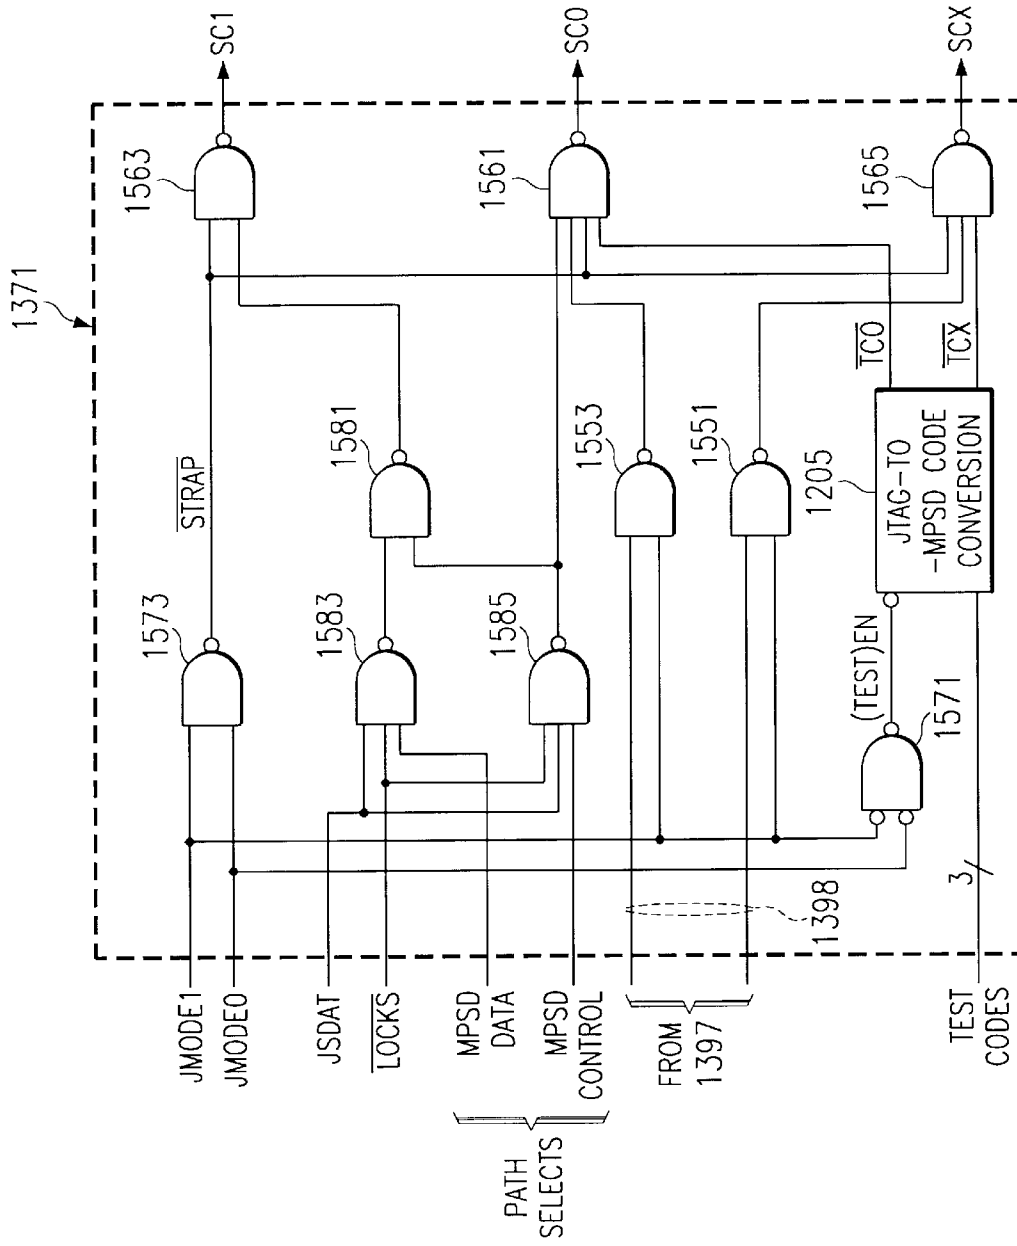 1371
JMODE1
JMODE0
JSDAT
LOCKS
MPSD
DATA
MPSD
CONTROL
PATH
SELECTS
FROM
1397
TEST
CODES
1398
3
1573
1583
1585
1571
(TEST)EN
STRAP
1581
1553
1551
1205
JTAG-TO
-MPSD CODE
CONVERSION
TCO
TCX
1563
1561
1565
SC1
SC0
SCX